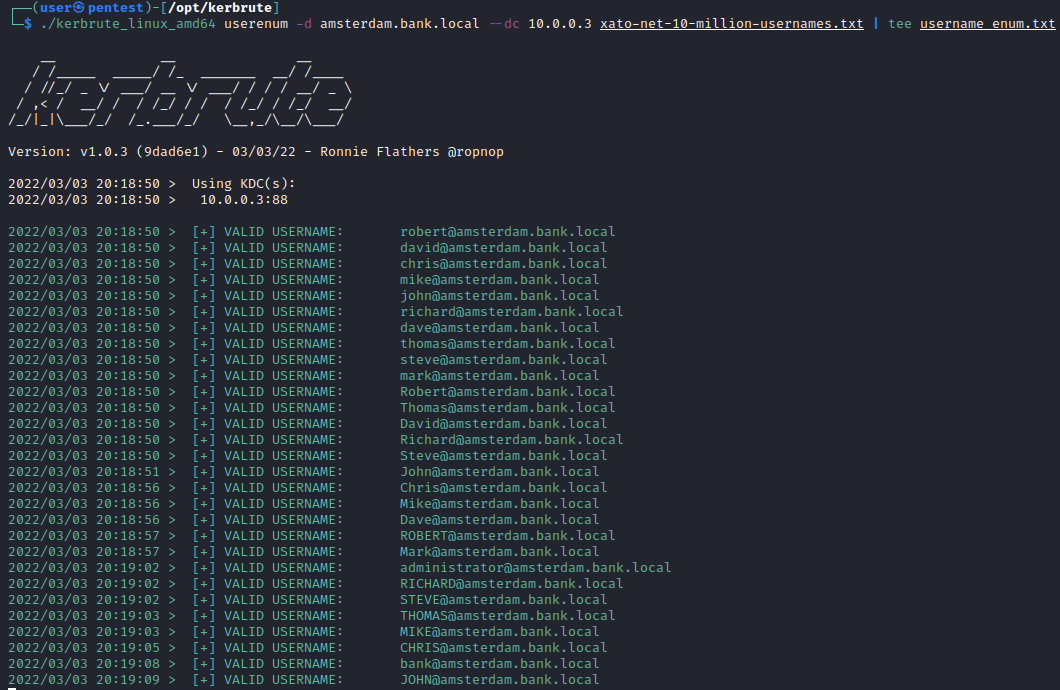 ┌──(user㉿pentest)-[/opt/kerbrute]
└─$ ./kerbrute_linux_amd64 userenum -d amsterdam.bank.local --dc 10.0.0.3 xato-net-10-million-usernames.txt | tee username_enum.txt
kerbrute
Version: v1.0.3 (9dad6e1) - 03/03/22 - Ronnie Flathers @ropnop
2022/03/03 20:18:50 > Using KDC(s):
2022/03/03 20:18:50 > 10.0.0.3:88
2022/03/03 20:18:50 > [+] VALID USERNAME: robert@amsterdam.bank.local
2022/03/03 20:18:50 > [+] VALID USERNAME: david@amsterdam.bank.local
2022/03/03 20:18:50 > [+] VALID USERNAME: chris@amsterdam.bank.local
2022/03/03 20:18:50 > [+] VALID USERNAME: mike@amsterdam.bank.local
2022/03/03 20:18:50 > [+] VALID USERNAME: john@amsterdam.bank.local
2022/03/03 20:18:50 > [+] VALID USERNAME: richard@amsterdam.bank.local
2022/03/03 20:18:50 > [+] VALID USERNAME: dave@amsterdam.bank.local
2022/03/03 20:18:50 > [+] VALID USERNAME: thomas@amsterdam.bank.local
2022/03/03 20:18:50 > [+] VALID USERNAME: steve@amsterdam.bank.local
2022/03/03 20:18:50 > [+] VALID USERNAME: mark@amsterdam.bank.local
2022/03/03 20:18:50 > [+] VALID USERNAME: Robert@amsterdam.bank.local
2022/03/03 20:18:50 > [+] VALID USERNAME: Thomas@amsterdam.bank.local
2022/03/03 20:18:50 > [+] VALID USERNAME: David@amsterdam.bank.local
2022/03/03 20:18:50 > [+] VALID USERNAME: Richard@amsterdam.bank.local
2022/03/03 20:18:50 > [+] VALID USERNAME: Steve@amsterdam.bank.local
2022/03/03 20:18:51 > [+] VALID USERNAME: John@amsterdam.bank.local
2022/03/03 20:18:56 > [+] VALID USERNAME: Chris@amsterdam.bank.local
2022/03/03 20:18:56 > [+] VALID USERNAME: Mike@amsterdam.bank.local
2022/03/03 20:18:56 > [+] VALID USERNAME: Dave@amsterdam.bank.local
2022/03/03 20:18:57 > [+] VALID USERNAME: ROBERT@amsterdam.bank.local
2022/03/03 20:18:57 > [+] VALID USERNAME: Mark@amsterdam.bank.local
2022/03/03 20:19:02 > [+] VALID USERNAME: administrator@amsterdam.bank.local
2022/03/03 20:19:02 > [+] VALID USERNAME: RICHARD@amsterdam.bank.local
2022/03/03 20:19:02 > [+] VALID USERNAME: STEVE@amsterdam.bank.local
2022/03/03 20:19:03 > [+] VALID USERNAME: THOMAS@amsterdam.bank.local
2022/03/03 20:19:03 > [+] VALID USERNAME: MIKE@amsterdam.bank.local
2022/03/03 20:19:05 > [+] VALID USERNAME: CHRIS@amsterdam.bank.local
2022/03/03 20:19:08 > [+] VALID USERNAME: bank@amsterdam.bank.local
2022/03/03 20:19:09 > [+] VALID USERNAME: JOHN@amsterdam.bank.local